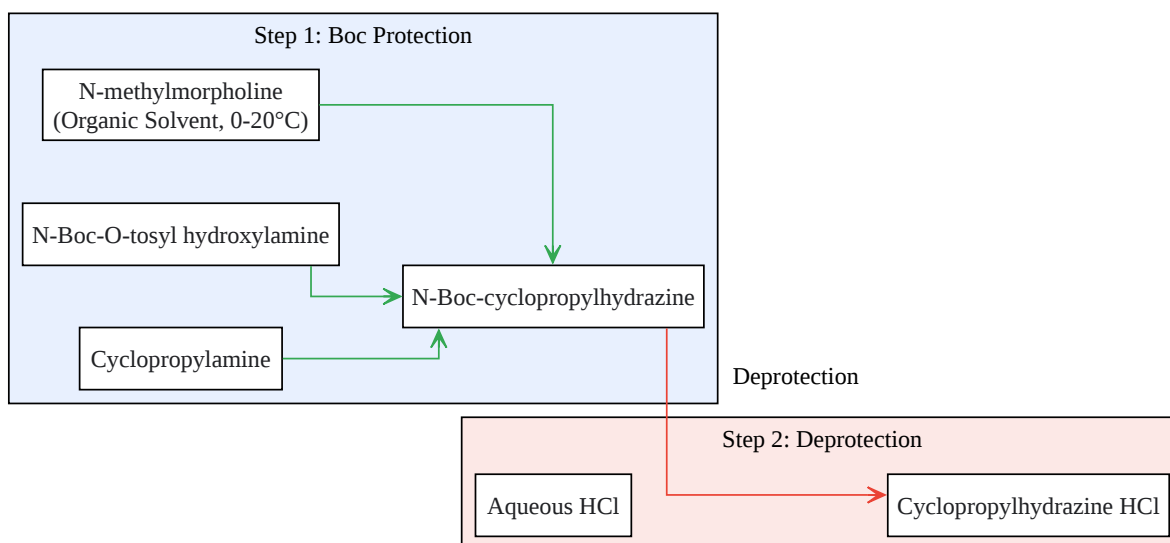 Step 1: Boc Protection
N-methylmorpholine
(Organic Solvent, 0-20°C)
N-Boc-O-tosyl hydroxylamine
N-Boc-cyclopropylhydrazine
Cyclopropylamine
Deprotection
Step 2: Deprotection
Aqueous HCl
Cyclopropylhydrazine HCl